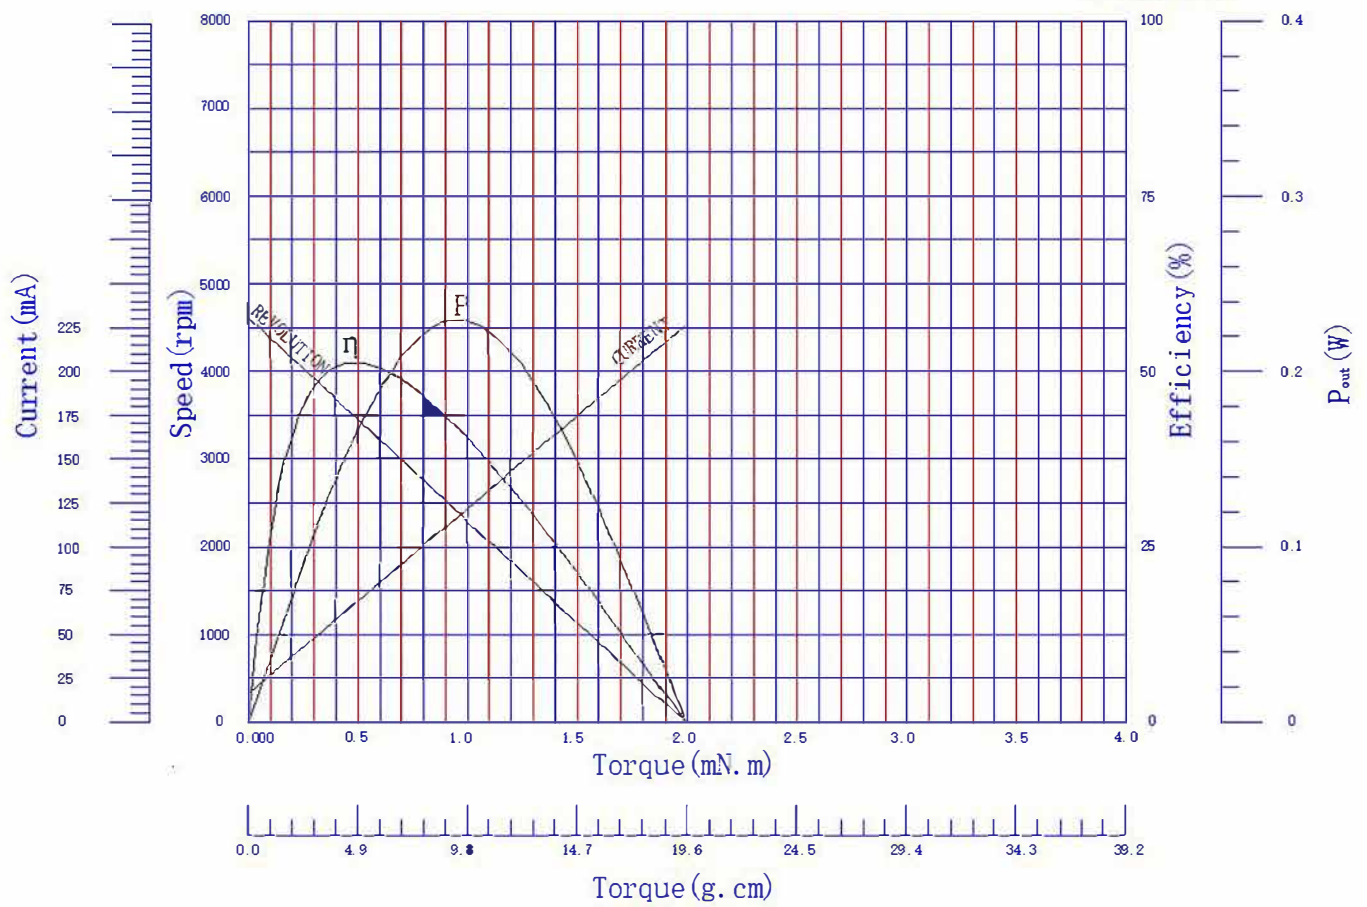 8000 100 0.4
7000
6000 75 0.3
5000
225
200 4000 50 0.2
175
150 3000
125
100 2000 25 0.1
75
50 1000
25
0 0 0 0
Current(mA)
Speed(rpm)
REVOLUTION
η
P
CURRENT
Efficiency(%)
Pout(W)
0.000 0.5 1.0 1.5 2.0 2.5 3.0 3.5 4.0
Torque(mN.m)
0.0 4.9 9.8 14.7 19.6 24.5 29.4 34.3 39.2
Torque(g.cm)